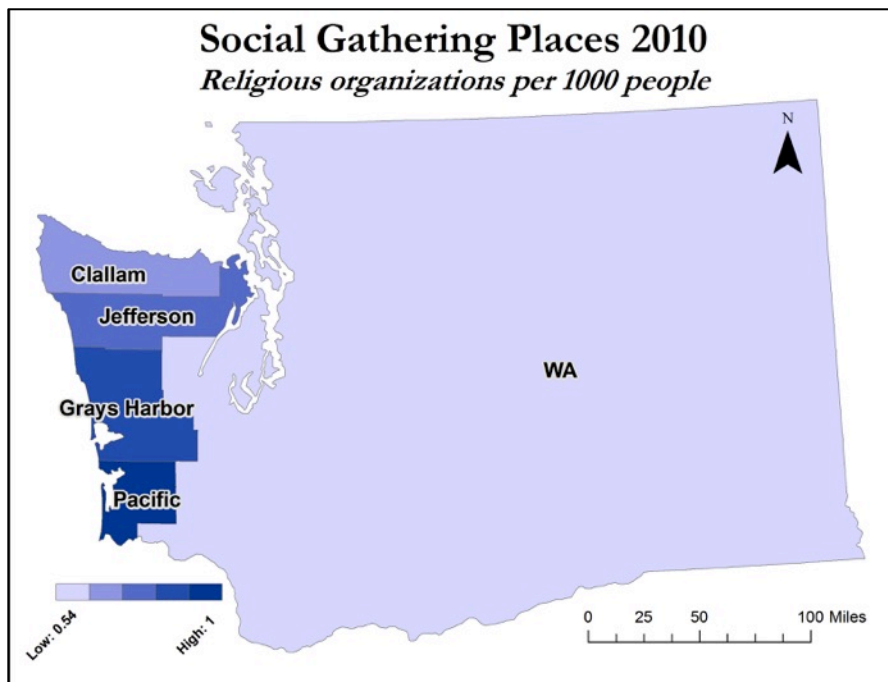 Social Gathering Places 2010
Religious organizations per 1000 people
N
Clallam
Jefferson
WA
Grays Harbor
Pacific
Low: 0.54
High: 1
0 25 50 100 Miles